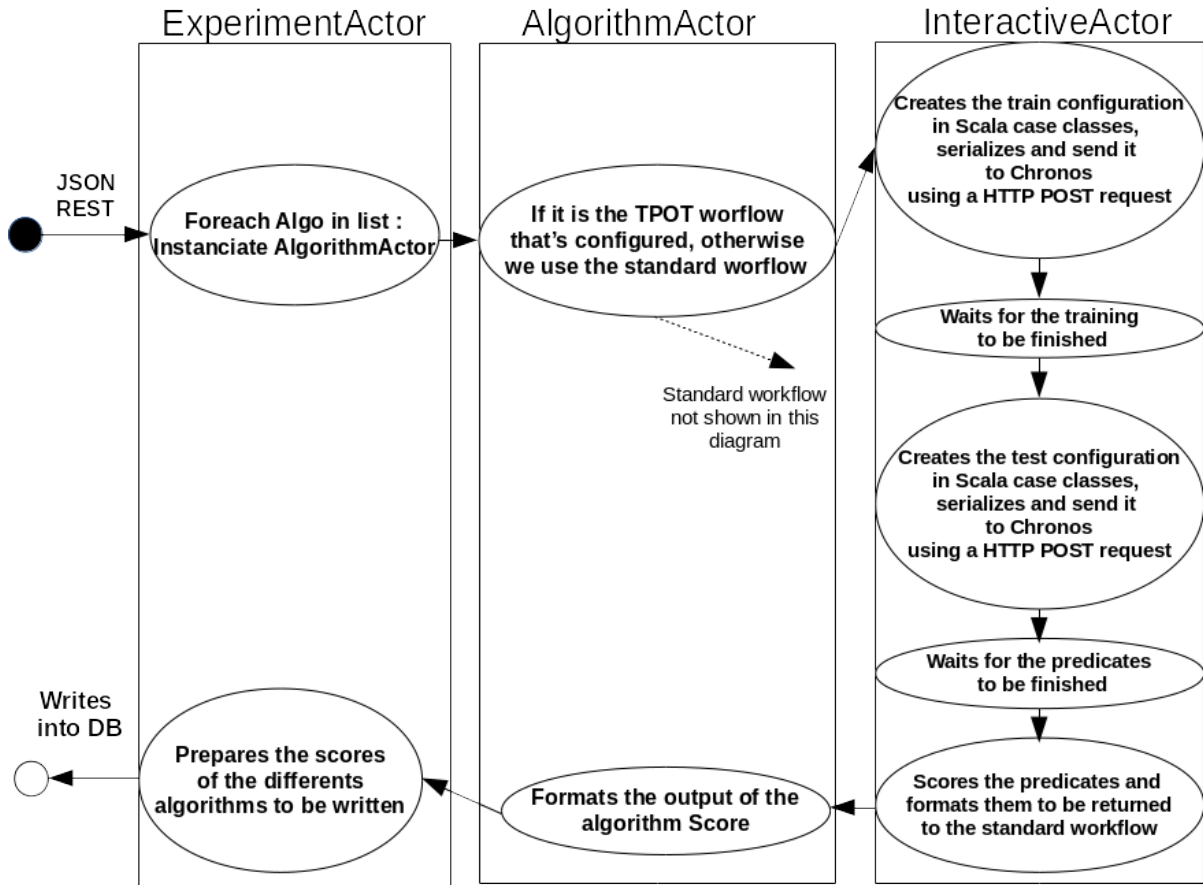 ExperimentActor
AlgorithmActor
InteractiveActor
JSON
REST
Foreach Algo in list :
Instanciate AlgorithmActor
If it is the TPOT worflow
that's configured, otherwise
we use the standard worflow
Standard workflow
not shown in this
diagram
Creates the train configuration
in Scala case classes,
serializes and send it
to Chronos
using a HTTP POST request
Waits for the training
to be finished
Creates the test configuration
in Scala case classes,
serializes and send it
to Chronos
using a HTTP POST request
Waits for the predicates
to be finished
Scores the predicates and
formats them to be returned
to the standard workflow
Formats the output of the
algorithm Score
Prepares the scores
of the differents
algorithms to be written
Writes
into DB